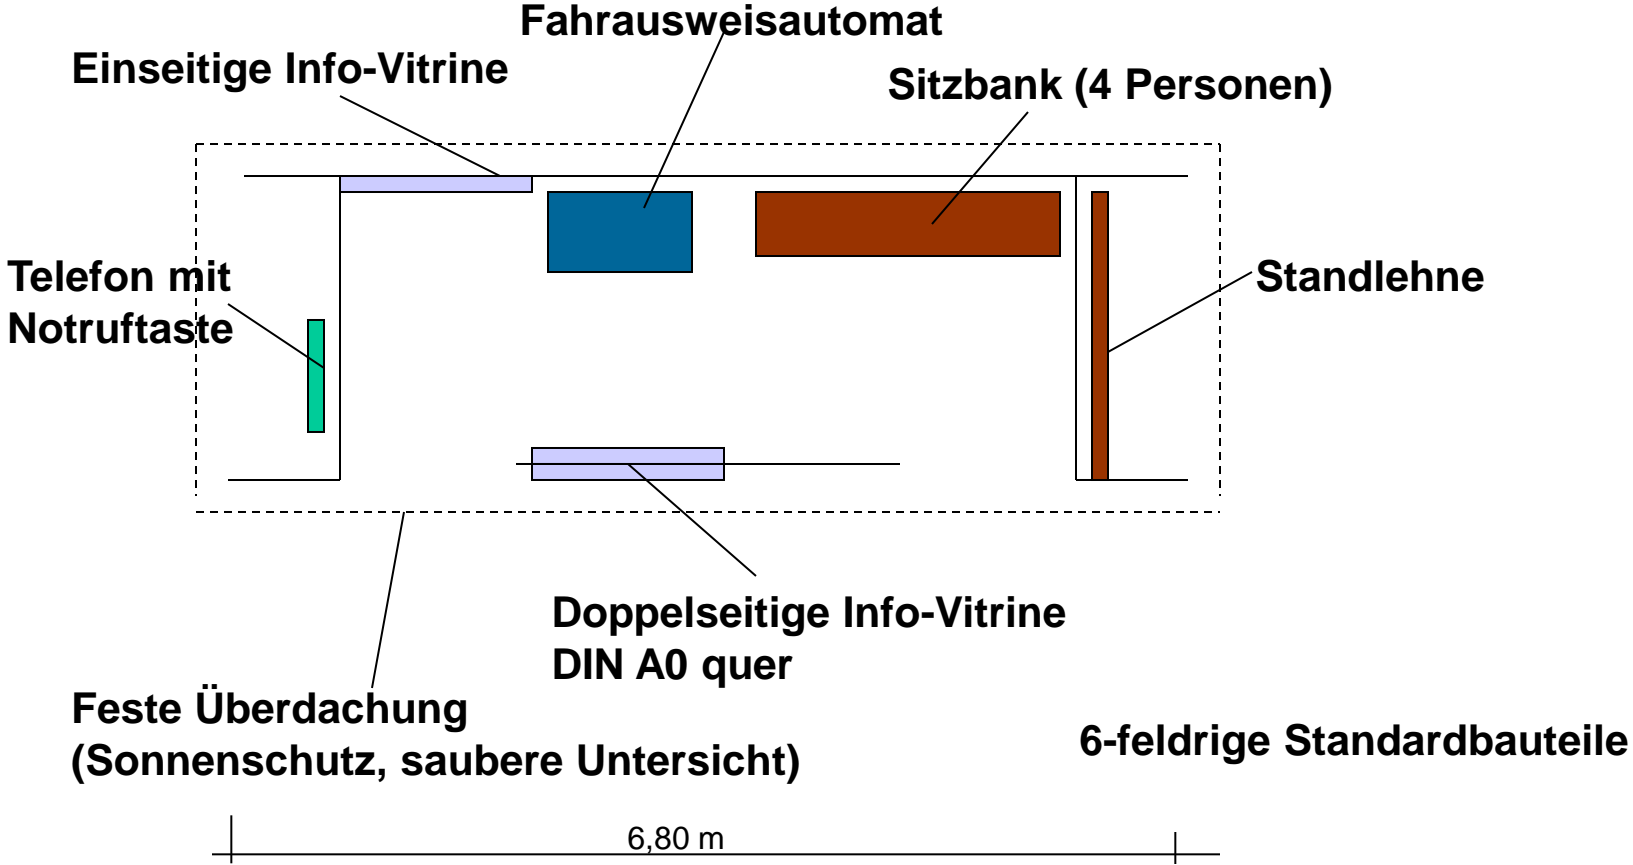 Fahrausweisautomat
Einseitige Info-Vitrine
Sitzbank (4 Personen)
Telefon mit
Notruftaste
Standlehne
Doppelseitige Info-Vitrine
DIN A0 quer
Feste Überdachung
(Sonnenschutz, saubere Untersicht)
6-feldrige Standardbauteile
6,80 m